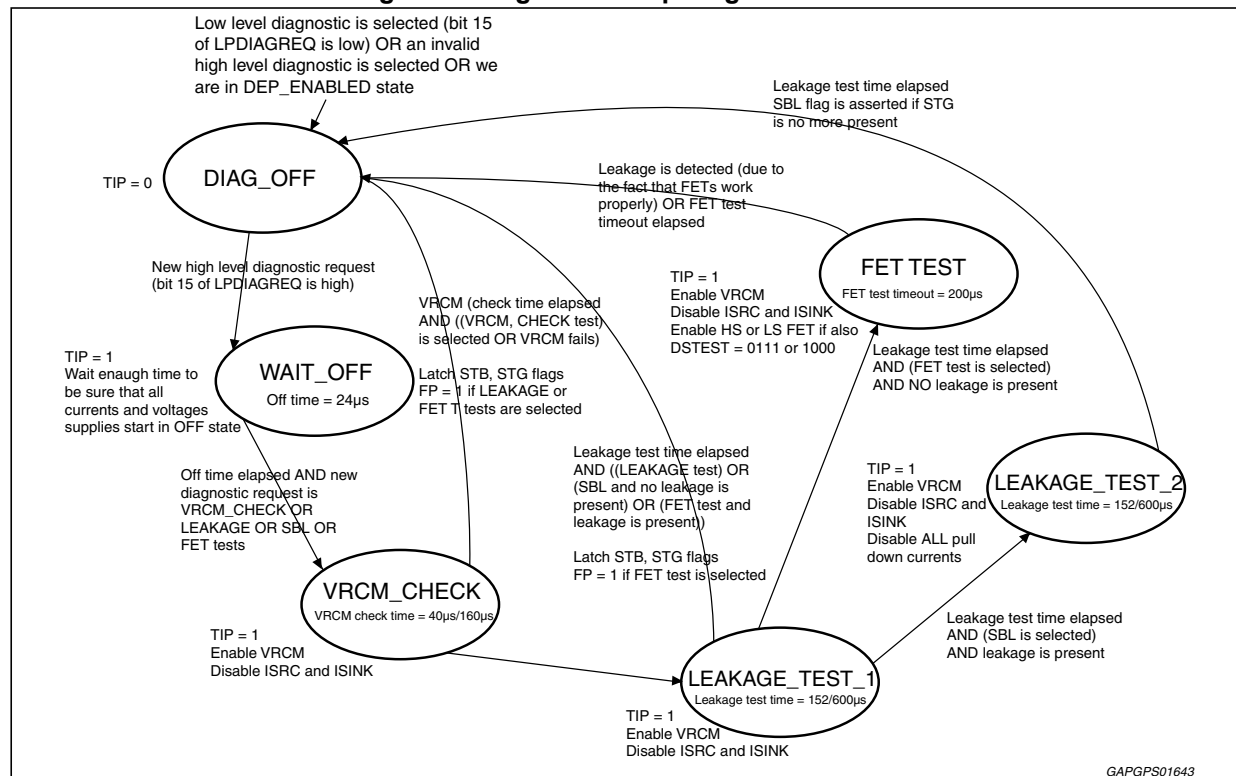 Low level diagnostic is selected (bit 15
of LPDIAGREQ is low) OR an invalid
high level diagnostic is selected OR we
are in DEP_ENABLED state
Leakage test time elapsed
SBL flag is asserted if STG
is no more present
TIP = 0
DIAG_OFF
Leakage is detected (due to
the fact that FETs work
properly) OR FET test
timeout elapsed
New high level diagnostic request
(bit 15 of LPDIAGREQ is high)
TIP = 1
Enable VRCM
Disable ISRC and ISINK
Enable HS or LS FET if also
DSTEST = 0111 or 1000
FET TEST
FET test timeout = 200µs
VRCM (check time elapsed
AND ((VRCM, CHECK test)
is selected OR VRCM fails)
Latch STB, STG flags
FP = 1 if LEAKAGE or
FET T tests are selected
TIP = 1
Wait enough time to
be sure that all
currents and voltages
supplies start in OFF state
WAIT_OFF
Off time = 24µs
Leakage test time elapsed
AND (FET test is selected)
AND NO leakage is present
Off time elapsed AND new
diagnostic request is
VRCM_CHECK OR
LEAKAGE OR SBL OR
FET tests
Leakage test time elapsed
AND ((LEAKAGE test) OR
(SBL and no leakage is
present) OR (FET test and
leakage is present))
Latch STB, STG flags
FP = 1 if FET test is selected
TIP = 1
Enable VRCM
Disable ISRC and
ISINK
Disable ALL pull
down currents
LEAKAGE_TEST_2
Leakage test time = 152/600µs
VRCM_CHECK
VRCM check time = 40µs/160µs
TIP = 1
Enable VRCM
Disable ISRC and ISINK
Leakage test time elapsed
AND (SBL is selected)
AND leakage is present
LEAKAGE_TEST_1
Leakage test time = 152/600µs
TIP = 1
Enable VRCM
Disable ISRC and ISINK
GAPGPS01643